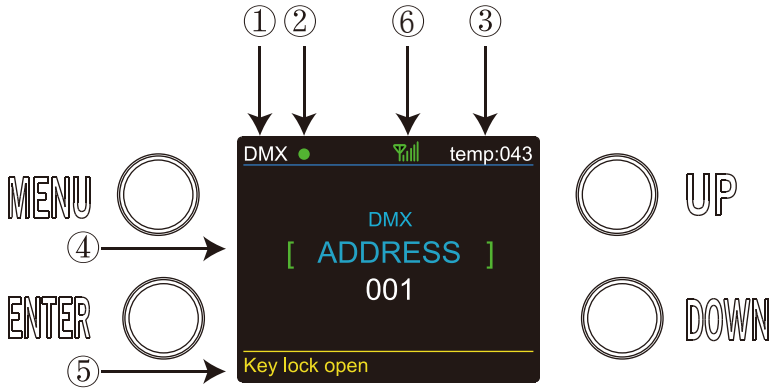 ① ② ⑥ ③
DMX temp:043
MENU
UP
DMX
④
[ ADDRESS ]
001
ENTER
DOWN
⑤
Key lock open